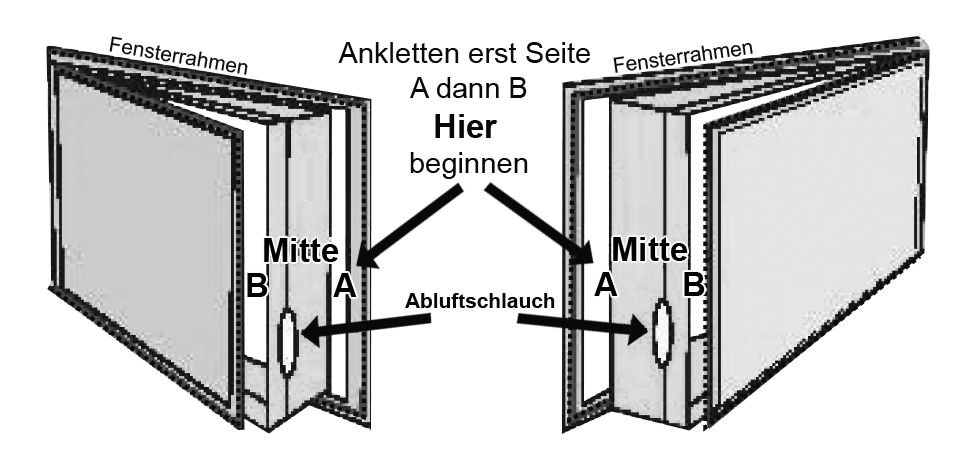 Fensterrahmen
Ankletten erst Seite
A dann B
Hier
beginnen
Fensterrahmen
Mitte
B
A
Abluftschlauch
Mitte
A
B